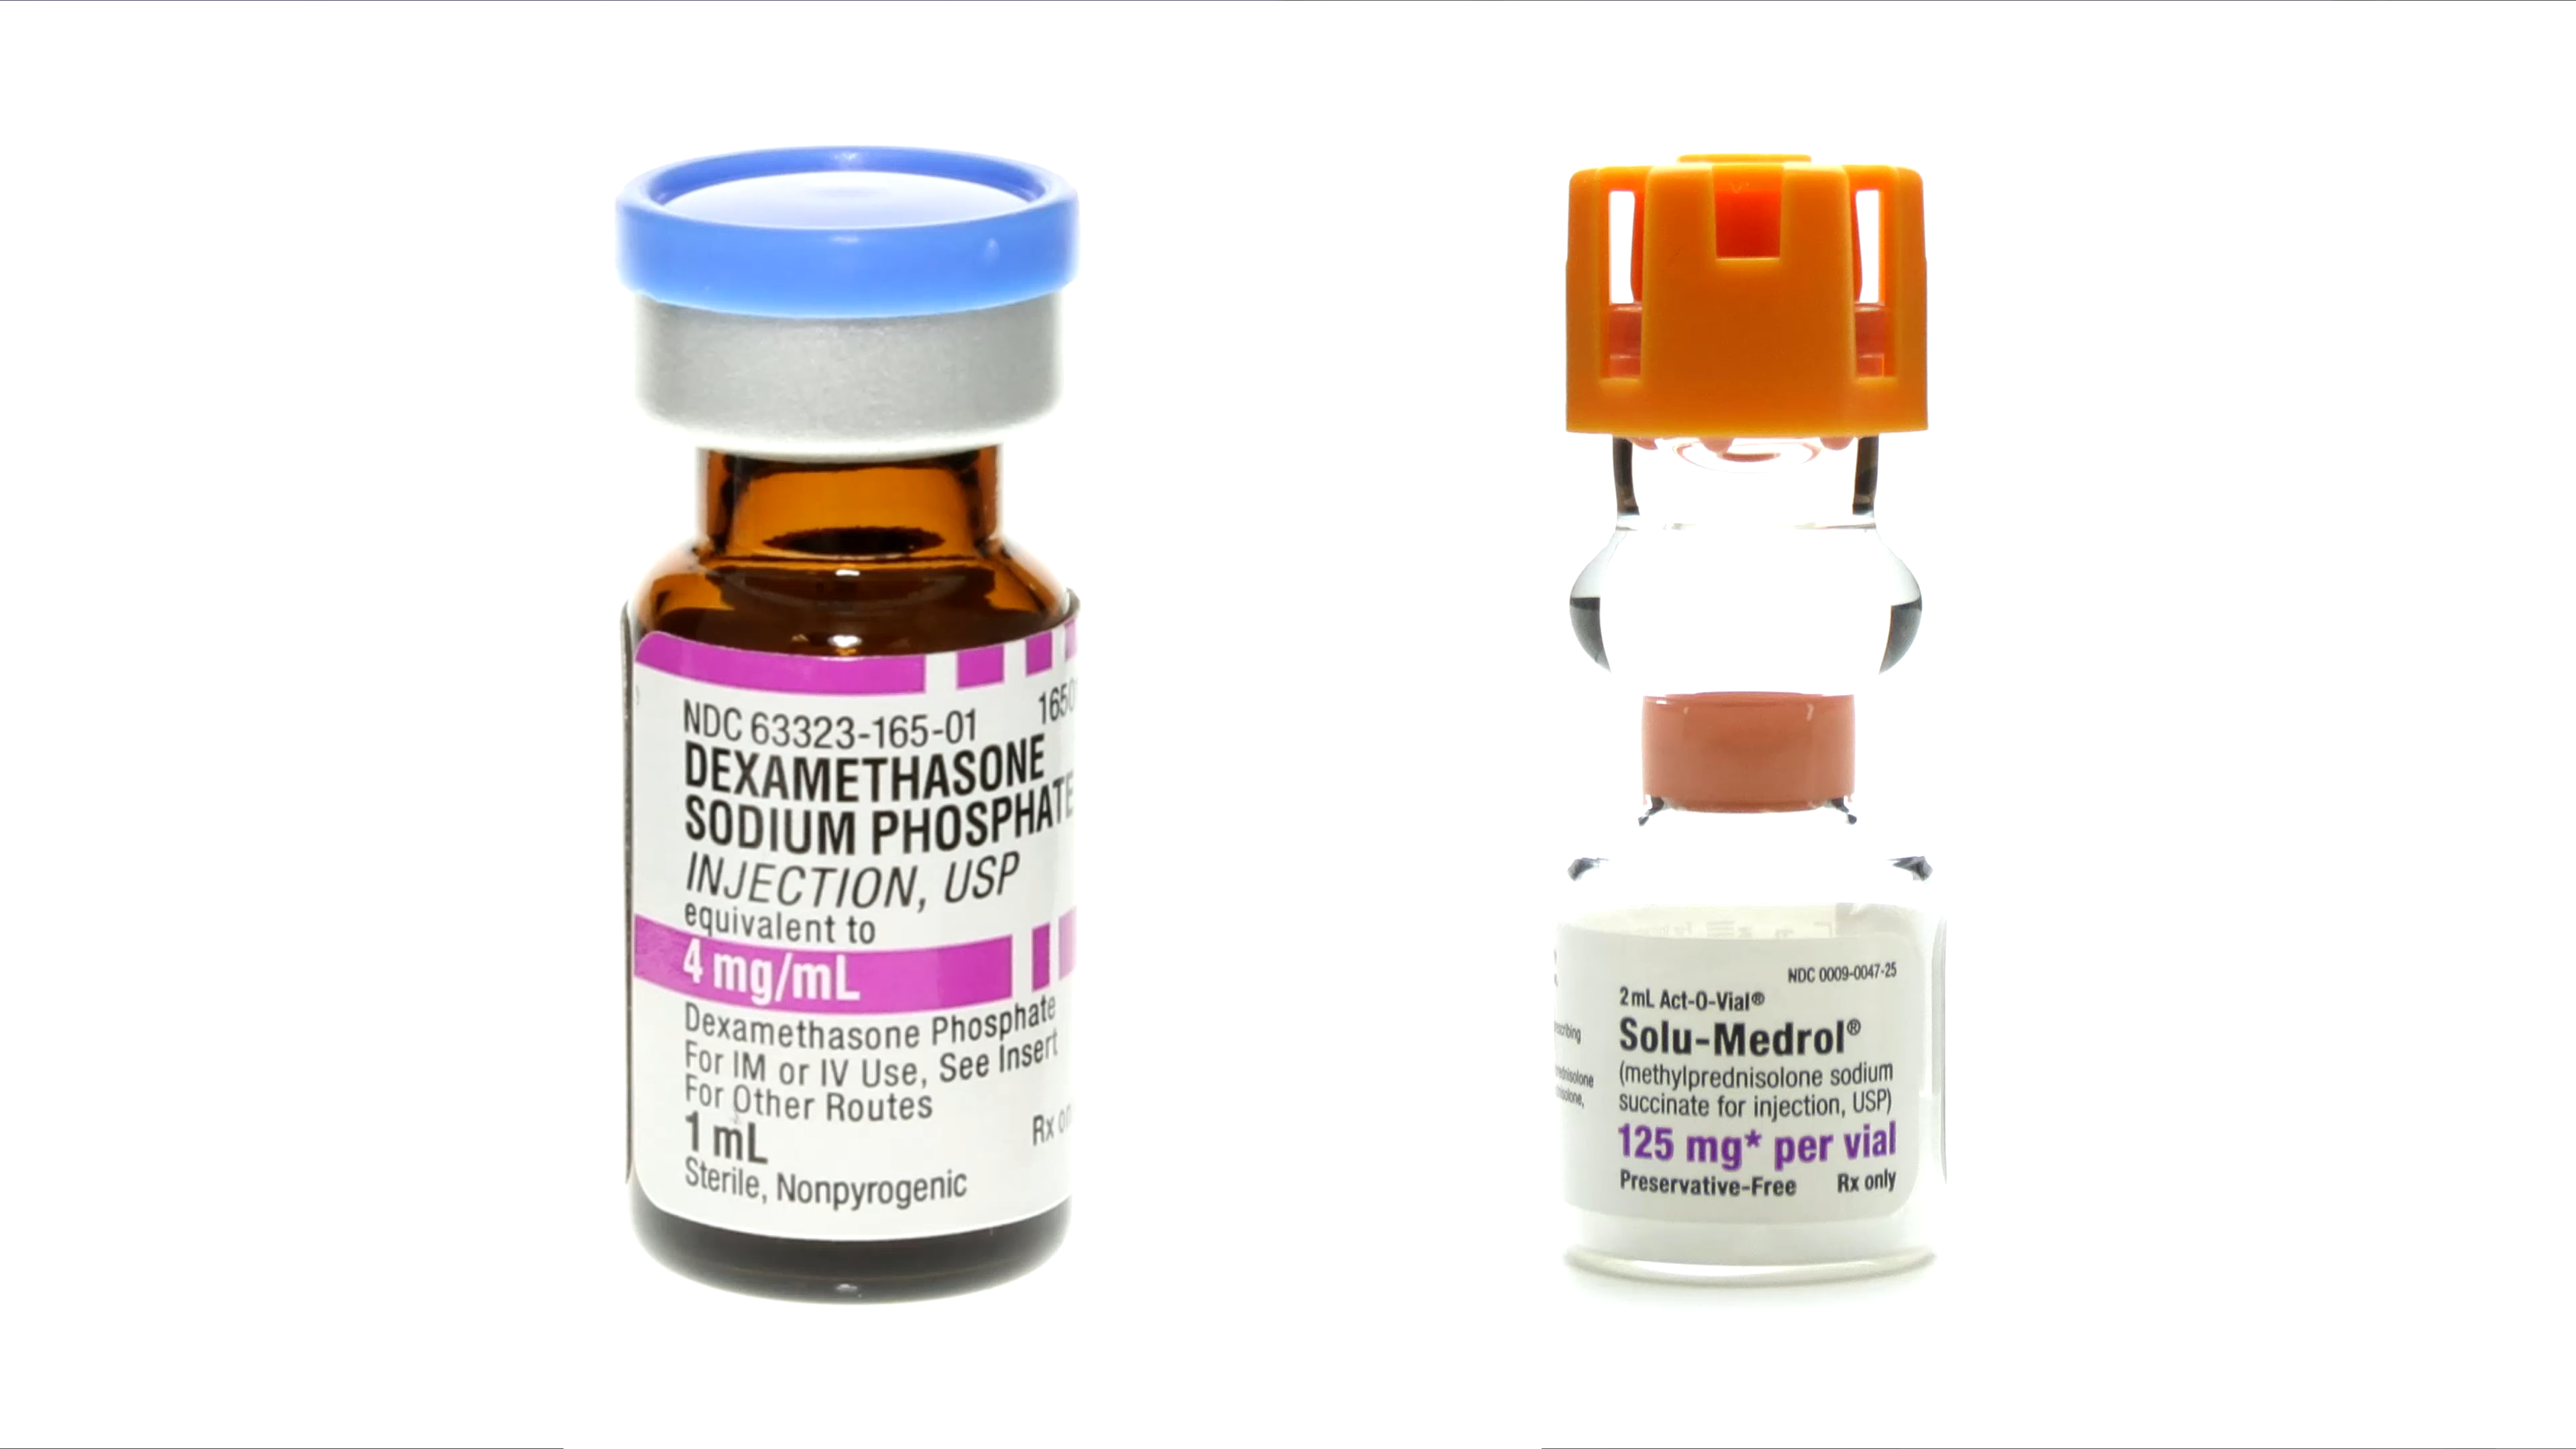 NDC 63323-165-01
DEXAMETHASONE
SODIUM PHOSPHATE
INJECTION, USP
equivalent to
4 mg/mL
Dexamethasone Phosphate
For IM or IV Use, See Insert
For Other Routes
1 mL
Rx
Sterile, Nonpyrogenic
NDC 0009-0047-25
2 mL Act-O-Vial®
Solu-Medrol®
(methylprednisolone sodium
succinate for injection, USP)
125 mg* per vial
Preservative-Free Rx only